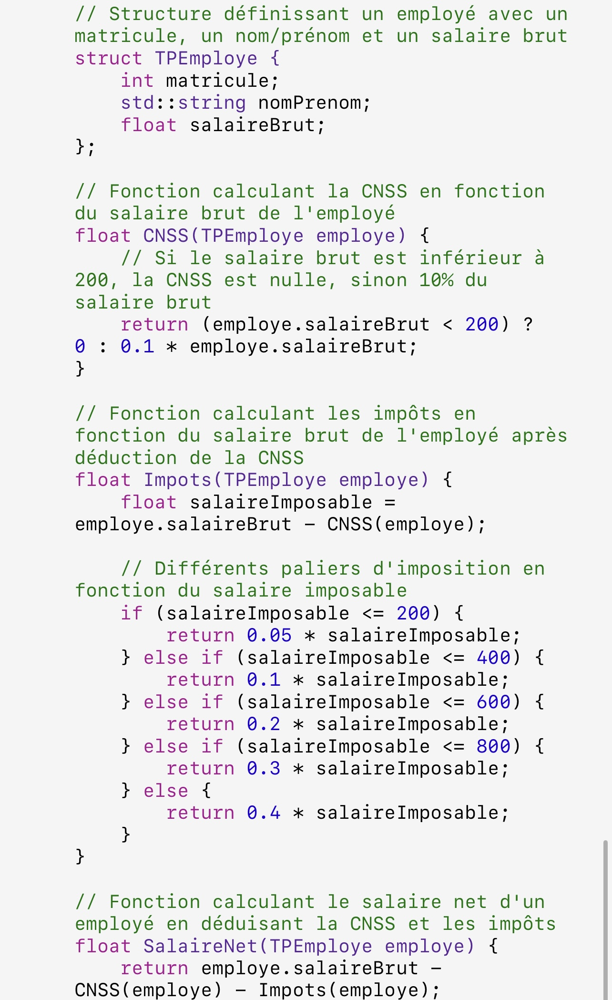 // Structure définissant un employé avec un
matricule, un nom/prénom et un salaire brut
struct TPEmploye {
    int matricule;
    std::string nomPrenom;
    float salaireBrut;
};

// Fonction calculant la CNSS en fonction
du salaire brut de l'employé
float CNSS(TPEmploye employe) {
    // Si le salaire brut est inférieur à
200, la CNSS est nulle, sinon 10% du
salaire brut
    return (employe.salaireBrut < 200) ?
0 : 0.1 * employe.salaireBrut;
}

// Fonction calculant les impôts en
fonction du salaire brut de l'employé après
déduction de la CNSS
float Impots(TPEmploye employe) {
    float salaireImposable =
employe.salaireBrut - CNSS(employe);

    // Différents paliers d'imposition en
fonction du salaire imposable
    if (salaireImposable <= 200) {
        return 0.05 * salaireImposable;
    } else if (salaireImposable <= 400) {
        return 0.1 * salaireImposable;
    } else if (salaireImposable <= 600) {
        return 0.2 * salaireImposable;
    } else if (salaireImposable <= 800) {
        return 0.3 * salaireImposable;
    } else {
        return 0.4 * salaireImposable;
    }
}

// Fonction calculant le salaire net d'un
employé en déduisant la CNSS et les impôts
float SalaireNet(TPEmploye employe) {
    return employe.salaireBrut -
CNSS(employe) - Impots(employe);